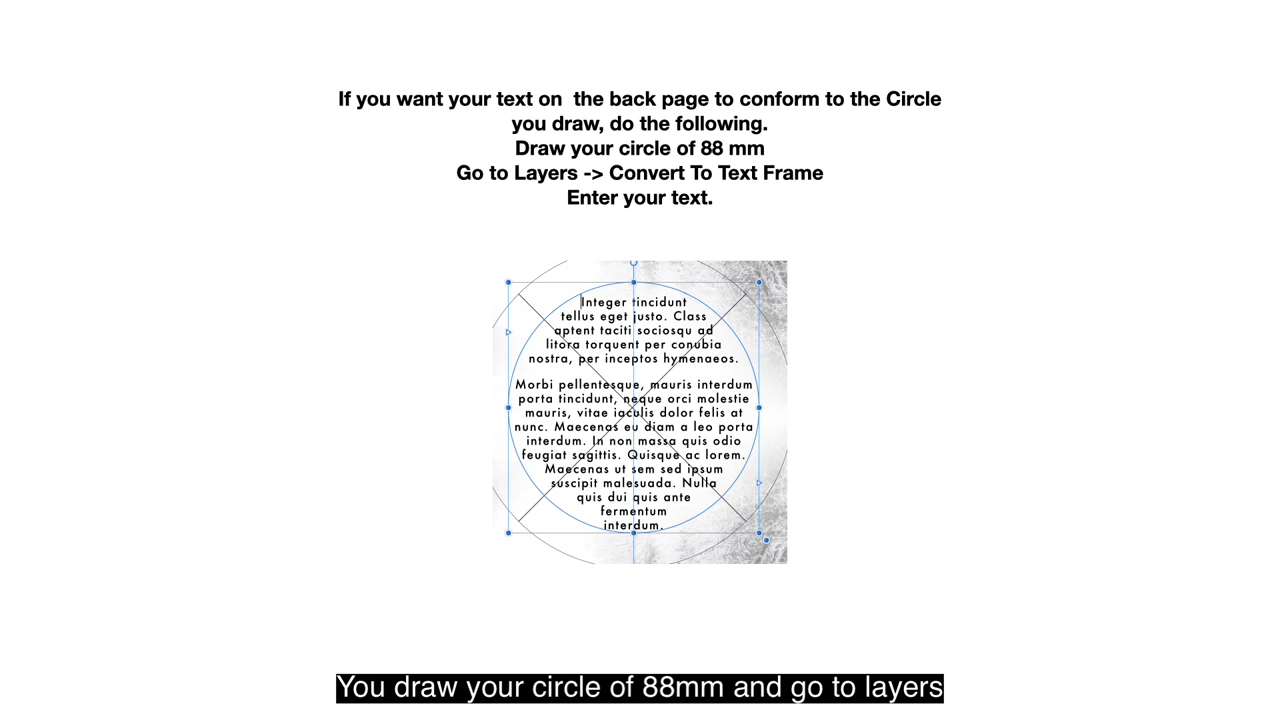 If you want your text on  the back page to conform to the Circle
you draw, do the following.
Draw your circle of 88 mm
Go to Layers -> Convert To Text Frame
Enter your text.
Integer tincidunt
tellus eget justo. Class
aptent taciti sociosqu ad
litora torquent per conubia
nostra, per inceptos hymenaeos.
Morbi pellentesque, mauris interdum
porta tincidunt, neque orci molestie
mauris, vitae iaculis dolor felis at
nunc. Maecenas eu diam a leo porta
interdum. In non massa quis odio
feugiat sagittis. Quisque ac lorem.
Maecenas ut sem sed ipsum
suscipit malesuada. Nulla
quis dui quis ante
fermentum
interdum.
You draw your circle of 88mm and go to layers